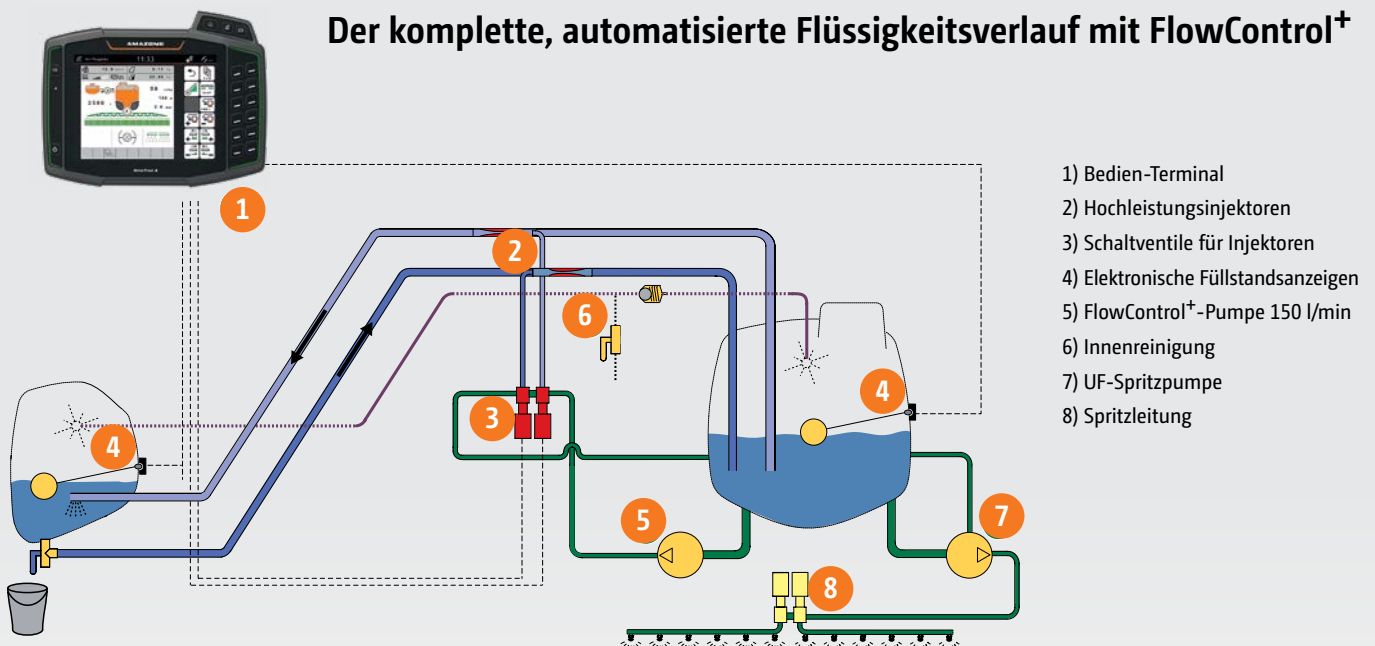 Der komplette, automatisierte Flüssigkeitsverlauf mit FlowControl+
AMAZONE
11:33
1
2
3
4
4
5
6
7
8
1) Bedien-Terminal
2) Hochleistungsinjektoren
3) Schaltventile für Injektoren
4) Elektronische Füllstandsanzeigen
5) FlowControl+-Pumpe 150 l/min
6) Innenreinigung
7) UF-Spritzpumpe
8) Spritzleitung